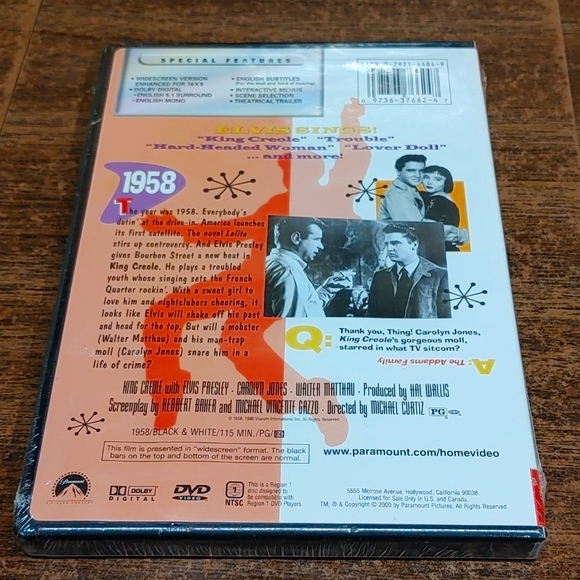 SPECIAL FEATURES
• WIDESCREEN VERSION
ENHANCED FOR 16X9
• DOLBY DIGITAL
-ENGLISH 5.1 SURROUND
-ENGLISH MONO
• ENGLISH SUBTITLES
• INTERACTIVE MENUS
• SCENE SELECTION
• THEATRICAL TRAILER
ELVIS SINGS!
"King Creole" "Trouble"
"Hard-Headed Woman" "Lover Doll"
... and more!
1958
The year was 1958. Everybody's
datin' at the drive-in. America launches
its first satellite. The novel Lolita
stirs up controversy. And Elvis Presley
gives Bourbon Street a new beat in
King Creole. He plays a troubled
youth whose singing sets the French
Quarter rockin'. With a sweet girl to
love him and nightclubers cheering, it
looks like Elvis will shake off his past
and head for the top. But will a mobster
(Walter Matthau) and his man-trap
moll (Carolyn Jones) snare him in a
life of crime?
Q: Thank you, Thing! Carolyn Jones,
King Creole's gorgeous moll,
starred in what TV sitcom?
A: The Addams Family
KING CREOLE with ELVIS PRESLEY · CAROLYN JONES · WALTER MATTHAU · Produced by HAL WALLIS
Screenplay by HERBERT BAKER and MICHAEL VINCENTE GAZZO · Directed by MICHAEL CURTIZ PG
1958/BLACK & WHITE/115 MIN./PG/
This film is presented in "widescreen" format. The black
bars on the top and bottom of the screen are normal.
www.paramount.com/homevideo
Paramount
DOLBY
DIGITAL
DVD
VIDEO
1
NTSC
This is a Region 1
disc designed to
be compatible with
Region 1 DVD Players
5555 Melrose Avenue, Hollywood, California 90038.
Licensed for Sale Only in U.S. and Canada.
TM, ® & Copyright © 2000 by Paramount Pictures. All Rights Reserved.